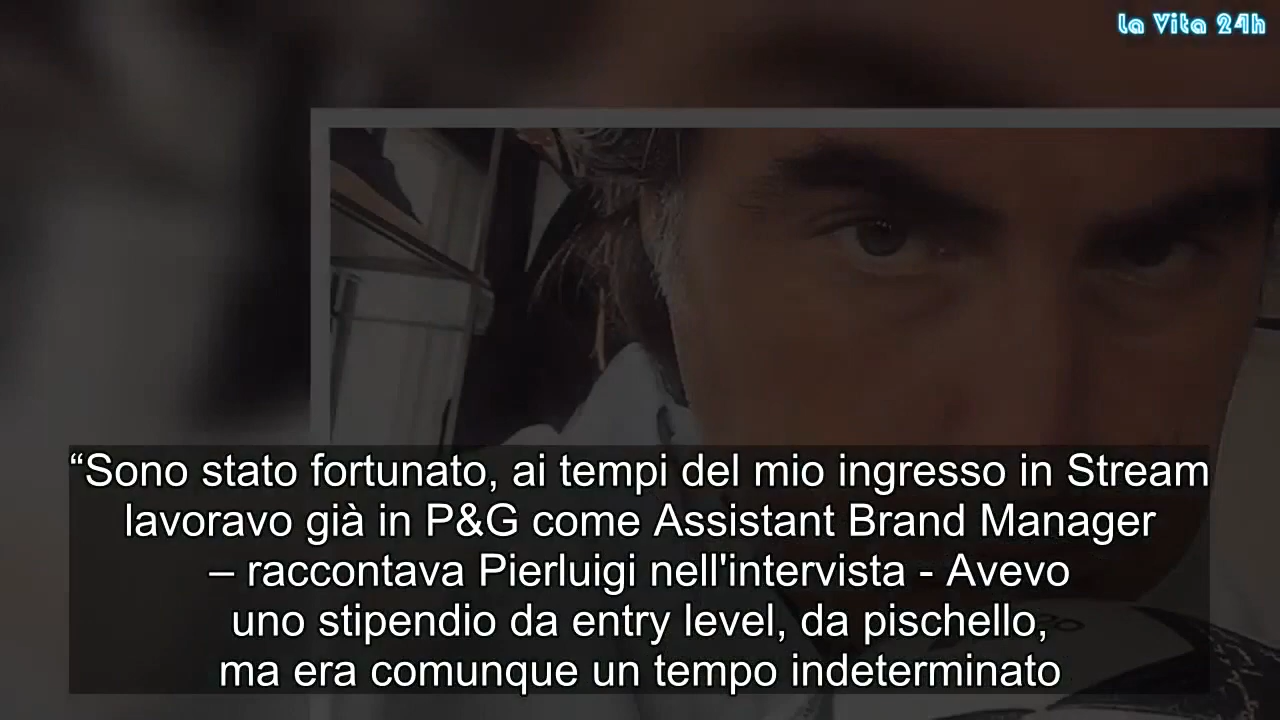 La Vita 24h
“Sono stato fortunato, ai tempi del mio ingresso in Stream
lavoravo già in P&G come Assistant Brand Manager
– raccontava Pierluigi nell'intervista - Avevo
uno stipendio da entry level, da pischello,
ma era comunque un tempo indeterminato